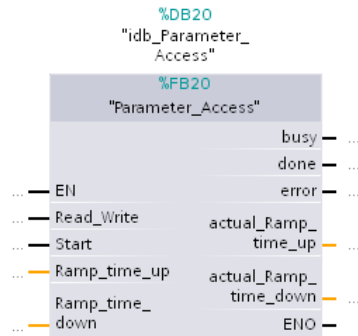 %DB20
"idb_Parameter_
Access"
%FB20
"Parameter_Access"
busy
...
done
...
...
EN
error
...
...
Read_Write
actual_Ramp_
time_up
...
...
Start
...
Ramp_time_up
actual_Ramp_
time_down
...
Ramp_time_
down
...
ENO
...